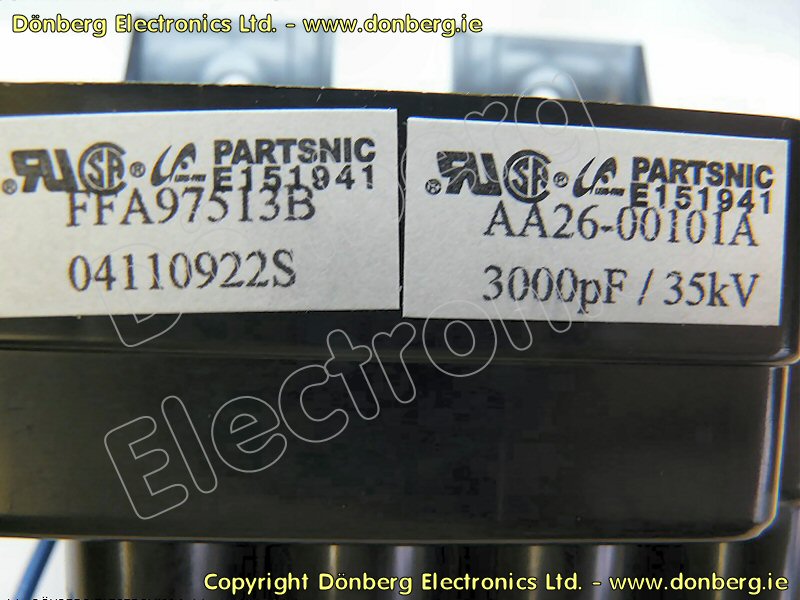 Dönberg Electronics Ltd. - www.donberg.ie
PARTSNIC
E151941
FFA97513B
04110922S
PARTSNIC
E151941
AA26-00101A
3000pF / 35kV
Electronic
Copyright Dönberg Electronics Ltd. - www.donberg.ie